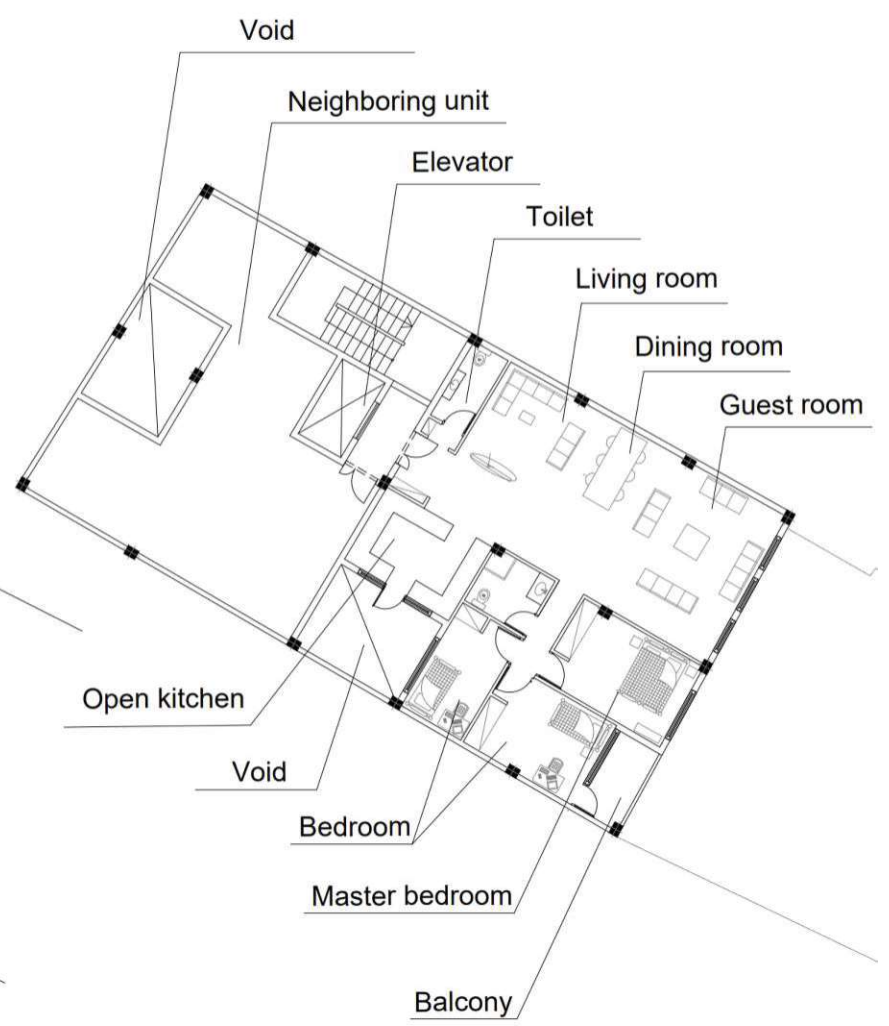 Void
Neighboring unit
Elevator
Toilet
Living room
Dining room
Guest room
Open kitchen
Void
Bedroom
Master bedroom
Balcony